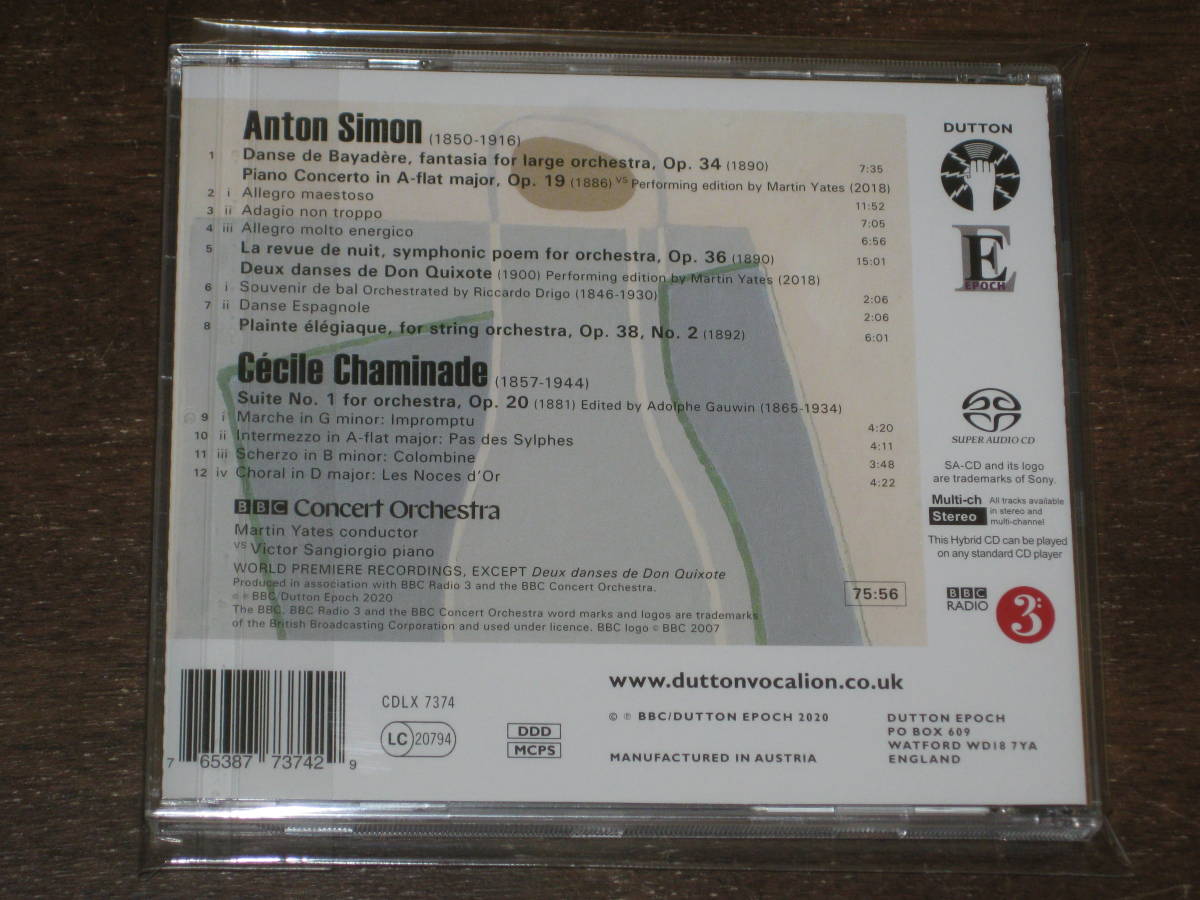 Anton Simon (1850-1916)
1 Danse de Bayadère, fantasia for large orchestra, Op. 34 (1890) 7:35
Piano Concerto in A-flat major, Op. 19 (1886) VS Performing edition by Martin Yates (2018)
2 i Allegro maestoso 11:52
3 ii Adagio non troppo 7:05
4 iii Allegro molto energico 6:56
5 La revue de nuit, symphonic poem for orchestra, Op. 36 (1890) 15:01
Deux danses de Don Quixote (1900) Performing edition by Martin Yates (2018)
6 i Souvenir de bal Orchestrated by Riccardo Drigo (1846-1930) 2:06
7 ii Danse Espagnole 2:06
8 Plainte élégiaque, for string orchestra, Op. 38, No. 2 (1892) 6:01
Cécile Chaminade (1857-1944)
Suite No. 1 for orchestra, Op. 20 (1881) Edited by Adolphe Gauwin (1865-1934)
9 i Marche in G minor: Impromptu 4:20
10 ii Intermezzo in A-flat major: Pas des Sylphes 4:11
11 iii Scherzo in B minor: Colombine 3:48
12 iv Choral in D major: Les Noces d'Or 4:22
BBC Concert Orchestra
Martin Yates conductor
VS Victor Sangiorgio piano
WORLD PREMIERE RECORDINGS, EXCEPT Deux danses de Don Quixote
Produced in association with BBC Radio 3 and the BBC Concert Orchestra.
℗ © BBC/Dutton Epoch 2020
The BBC, BBC Radio 3 and the BBC Concert Orchestra word marks and logos are trademarks
of the British Broadcasting Corporation and used under licence. BBC logo © BBC 2007
75:56
DUTTON
E
EPOCH
SUPER AUDIO CD
SA-CD and its logo
are trademarks of Sony.
Multi-ch
Stereo
All tracks available
in stereo and
multi-channel
This Hybrid CD can be played
on any standard CD player
BBC
RADIO
3
7 65387 73742 9
CDLX 7374
LC 20794
DDD
MCPS
www.duttonvocalion.co.uk
© ℗ BBC/DUTTON EPOCH 2020
MANUFACTURED IN AUSTRIA
DUTTON EPOCH
PO BOX 609
WATFORD WD18 7YA
ENGLAND